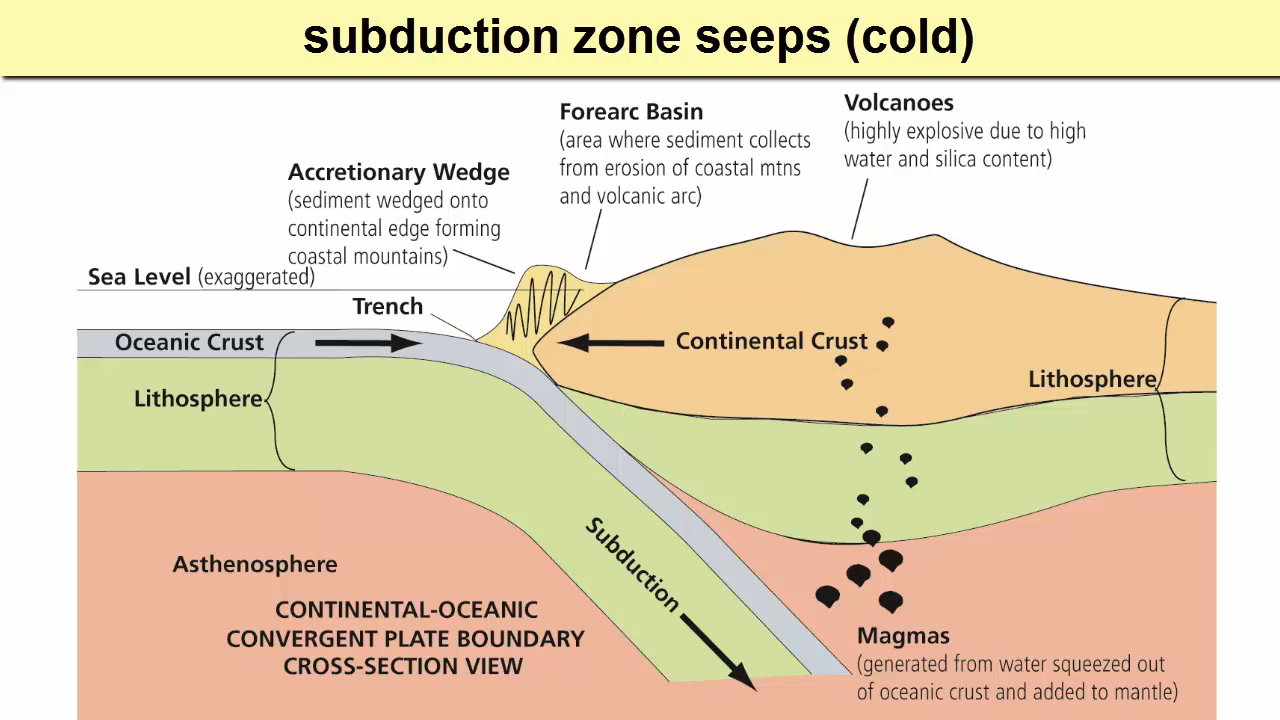 subduction zone seeps (cold)
Volcanoes
(highly explosive due to high
water and silica content)
Forearc Basin
(area where sediment collects
from erosion of coastal mtns
and volcanic arc)
Accretionary Wedge
(sediment wedged onto
continental edge forming
coastal mountains)
Sea Level (exaggerated)
Trench
Oceanic Crust
Continental Crust
Lithosphere
Lithosphere
Subduction
Asthenosphere
CONTINENTAL-OCEANIC
CONVERGENT PLATE BOUNDARY
CROSS-SECTION VIEW
Magmas
(generated from water squeezed out
of oceanic crust and added to mantle)